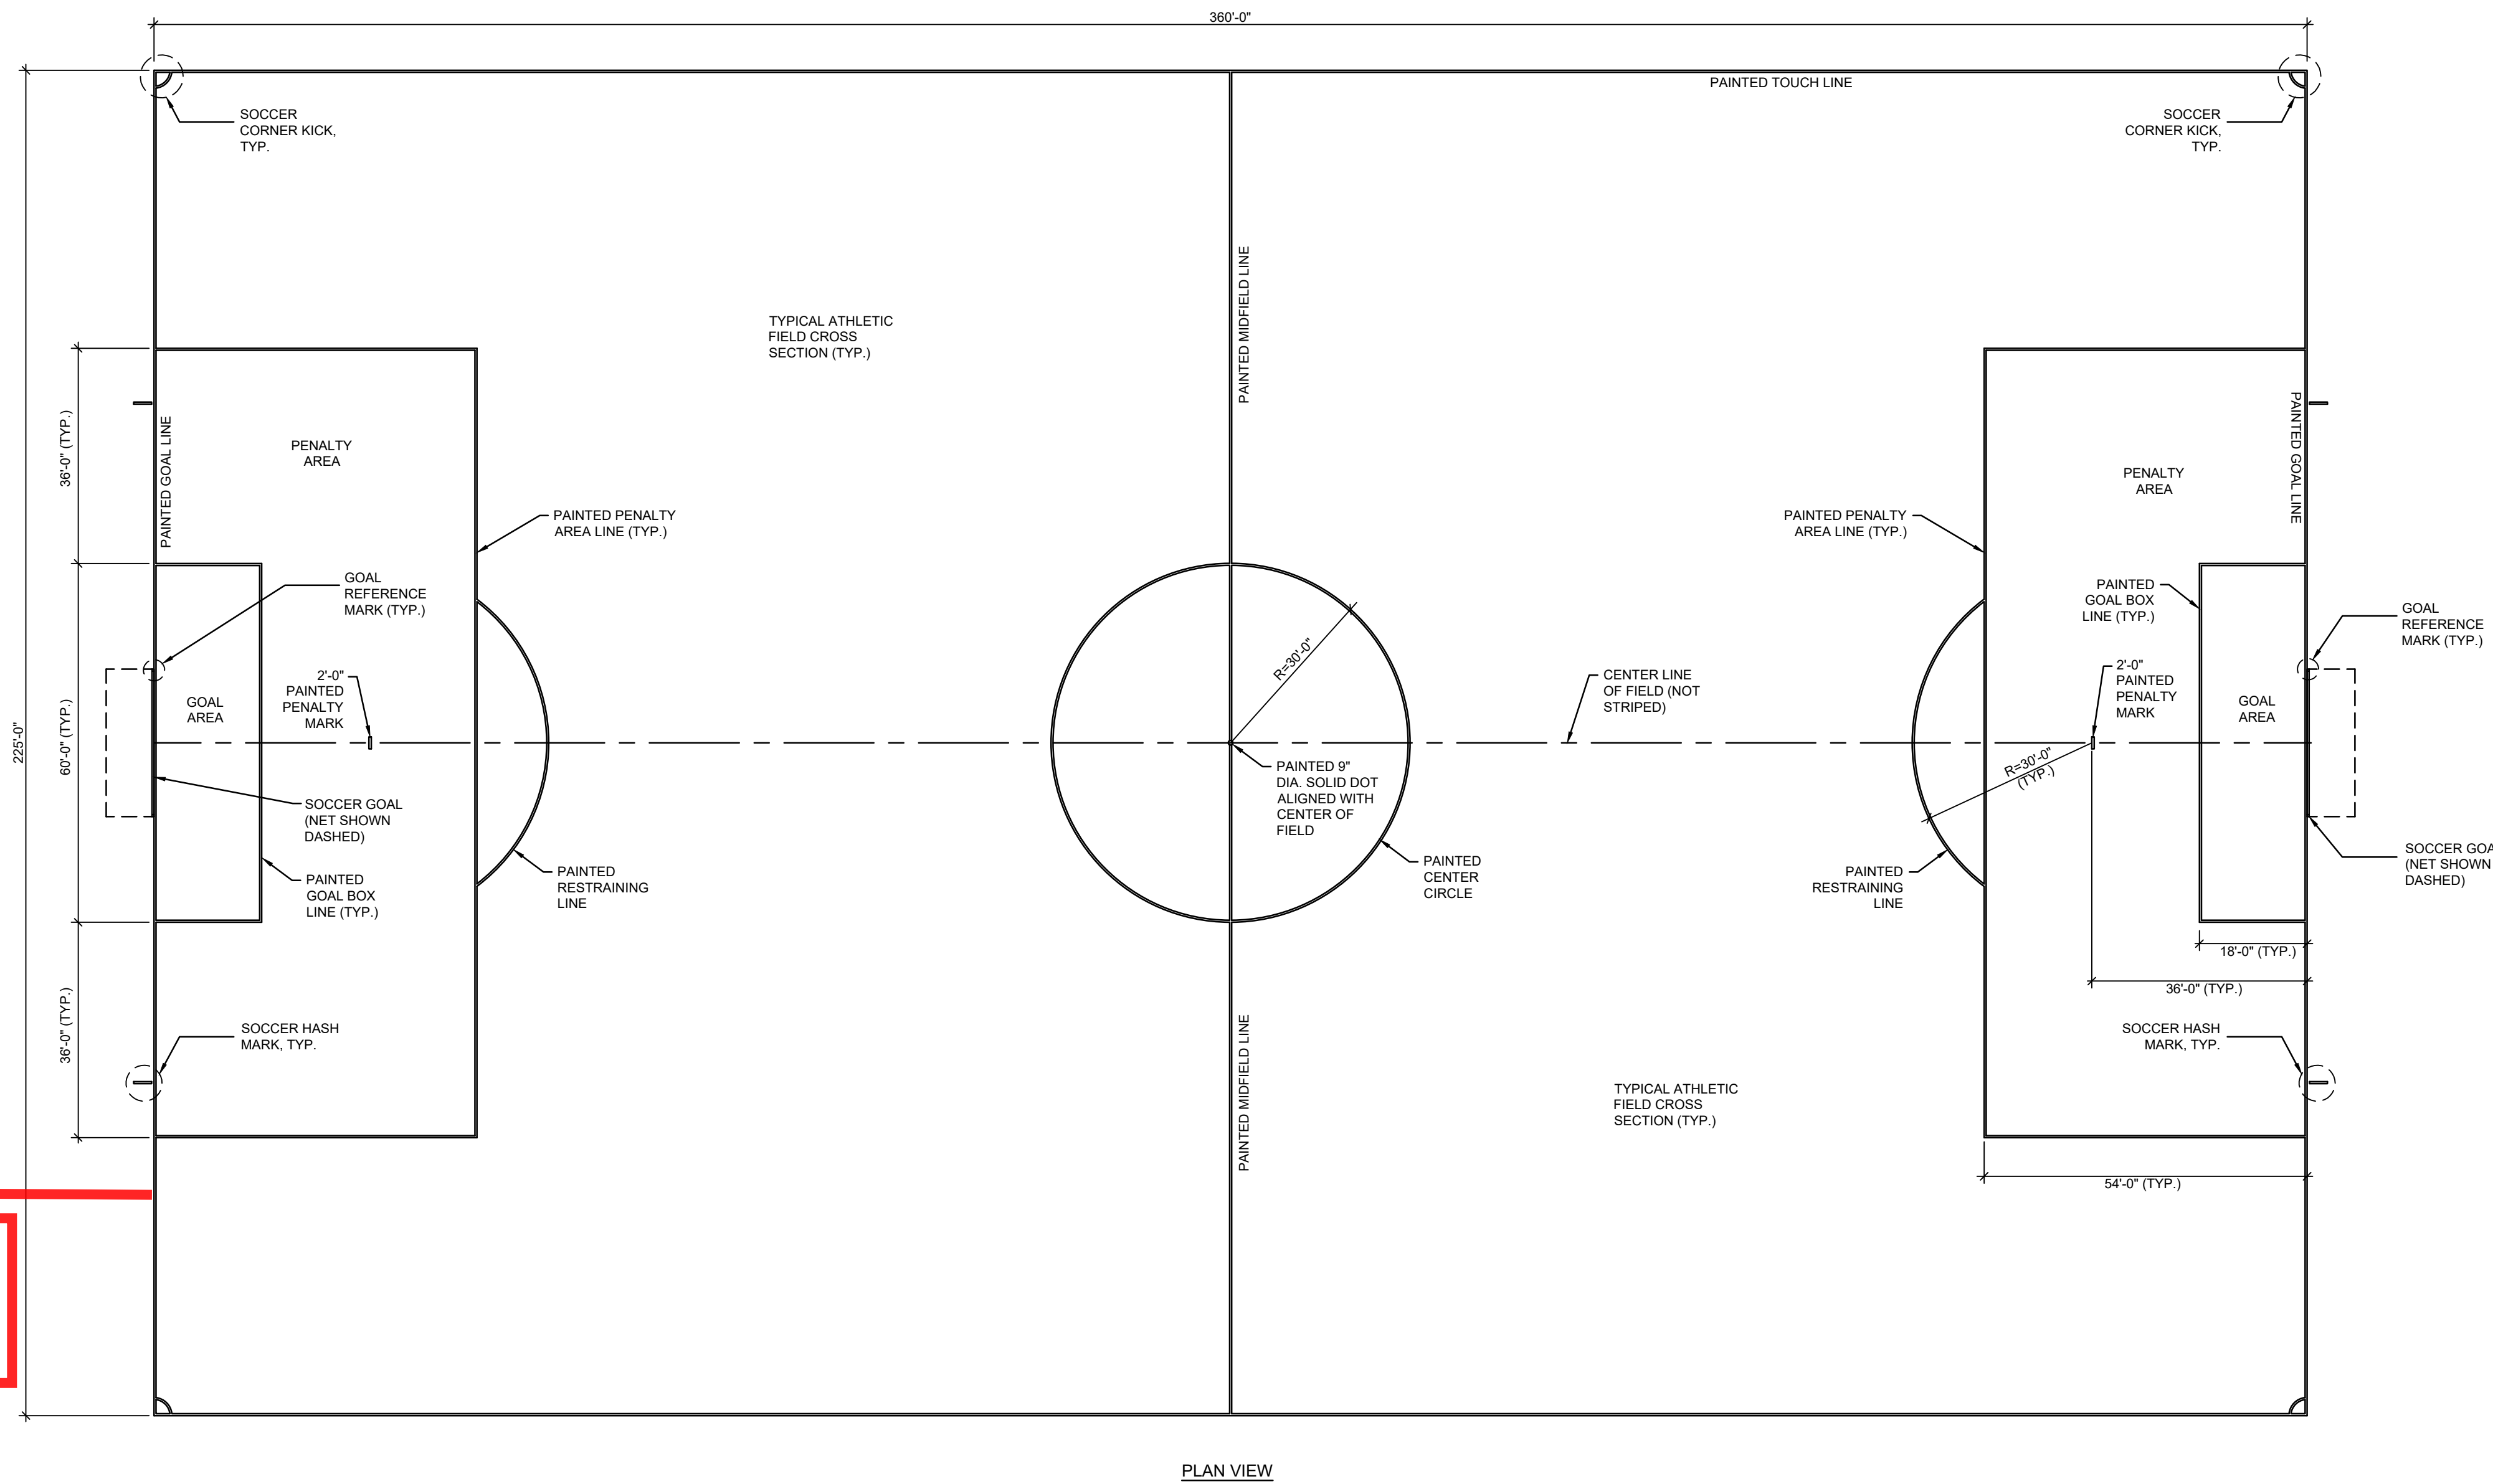 360'-0"
PAINTED TOUCH LINE
SOCCER
CORNER KICK,
TYP.
SOCCER
CORNER KICK,
TYP.
PAINTED MIDFIELD LINE
TYPICAL ATHLETIC
FIELD CROSS
SECTION (TYP.)
36'-0" (TYP.)
PAINTED GOAL LINE
PENALTY
AREA
PAINTED GOAL LINE
PENALTY
AREA
PAINTED PENALTY
AREA LINE (TYP.)
PAINTED PENALTY
AREA LINE (TYP.)
GOAL
REFERENCE
MARK (TYP.)
PAINTED
GOAL BOX
LINE (TYP.)
GOAL
REFERENCE
MARK (TYP.)
R=30'-0"
2'-0"
PAINTED
PENALTY
MARK
CENTER LINE
OF FIELD (NOT
STRIPED)
2'-0"
PAINTED
PENALTY
MARK
GOAL
AREA
GOAL
AREA
225'-0"
60'-0" (TYP.)
R=30'-0"
(TYP.)
PAINTED 9"
DIA. SOLID DOT
ALIGNED WITH
CENTER OF
FIELD
SOCCER GOAL
(NET SHOWN
DASHED)
SOCCER GOA
(NET SHOWN
DASHED)
PAINTED
GOAL BOX
LINE (TYP.)
PAINTED
RESTRAINING
LINE
PAINTED
CENTER
CIRCLE
PAINTED
RESTRAINING
LINE
18'-0" (TYP.)
36'-0" (TYP.)
36'-0" (TYP.)
SOCCER HASH
MARK, TYP.
PAINTED MIDFIELD LINE
SOCCER HASH
MARK, TYP.
TYPICAL ATHLETIC
FIELD CROSS
SECTION (TYP.)
54'-0" (TYP.)
PLAN VIEW